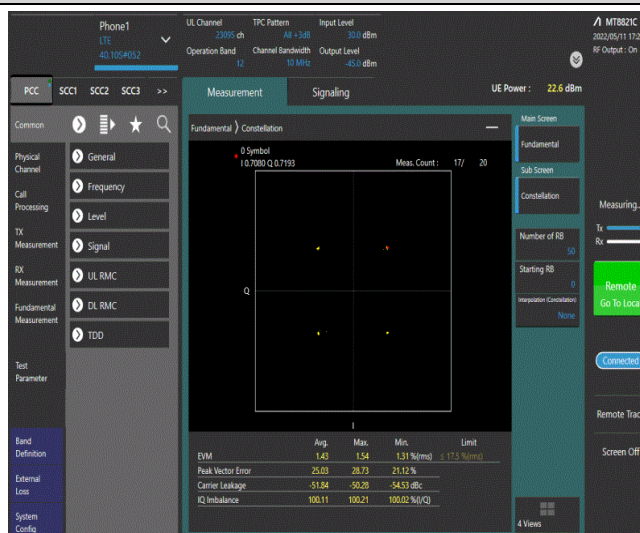 Phone1
LTE
40.10S#052
UL Channel
23095 ch
Operation Band
12
TPC Pattern
All +3dB
Channel Bandwidth
10 MHz
Input Level
30.0 dBm
Output Level
-45.0 dBm
MT8821C
2022/05/11 17:2
RF Output : On
PCC SCC1 SCC2 SCC3 >>
Measurement
Signaling
UE Power : 22.6 dBm
Common
Physical
Channel
Call
Processing
TX
Measurement
RX
Measurement
Fundamental
Measurement
Test
Parameter
Band
Definition
External
Loss
System
Config
General
Frequency
Level
Signal
UL RMC
DL RMC
TDD
Fundamental 〉 Constellation
0 Symbol
I 0.7080 Q 0.7193
Meas. Count : 17/ 20
Q
I
Avg. Max. Min. Limit
EVM 1.43 1.54 1.31 %(rms) ≤ 17.5 %(rms)
Peak Vector Error 25.03 28.73 21.12 %
Carrier Leakage -51.84 -50.28 -54.53 dBc
IQ Imbalance 100.11 100.21 100.02 %(I/Q)
Main Screen
Fundamental
Sub Screen
Constellation
Number of RB
50
Starting RB
0
Interpolation (Constellation)
None
4 Views
Measuring..
Tx
Rx
Remote
Go To Loca
Connected
Remote Trac
Screen Off